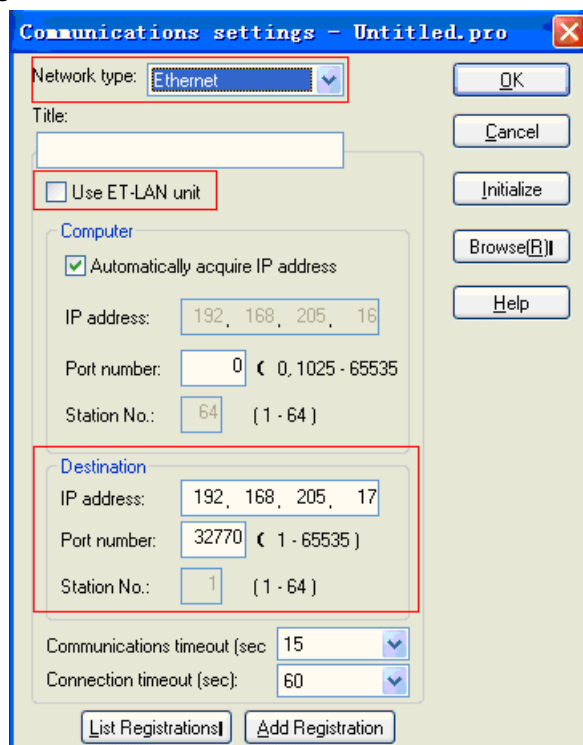 Communications settings - Untitled.pro
Network type: Ethernet
OK
Title:
Cancel
Use ET-LAN unit
Initialize
Computer
Browse(R)
Automatically acquire IP address
IP address: 192, 168, 205, 16
Help
Port number: 0 ( 0, 1025 - 65535
Station No.: 64 ( 1 - 64 )
Destination
IP address: 192, 168, 205, 17
Port number: 32770 ( 1 - 65535 )
Station No.: 1 ( 1 - 64 )
Communications timeout (sec 15
Connection timeout (sec): 60
List Registrations Add Registration